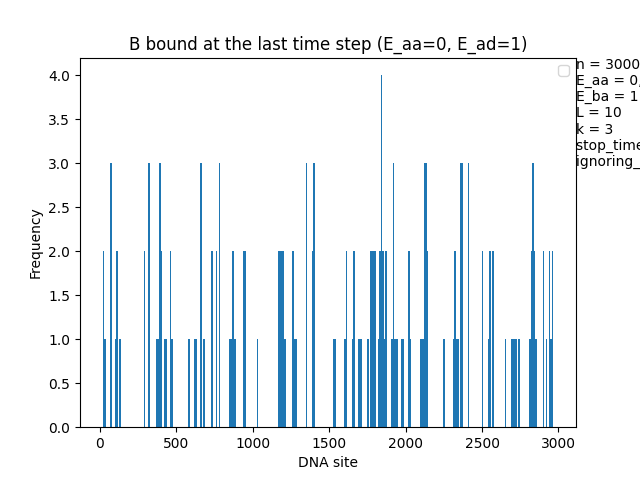 B bound at the last time step (E_aa=0, E_ad=1)
n = 3000
E_aa = 0,
E_ba = 1
L = 10
k = 3
stop_time
ignoring_
4.0
3.5
3.0
2.5
2.0
1.5
1.0
0.5
0.0
Frequency
0 500 1000 1500 2000 2500 3000
DNA site